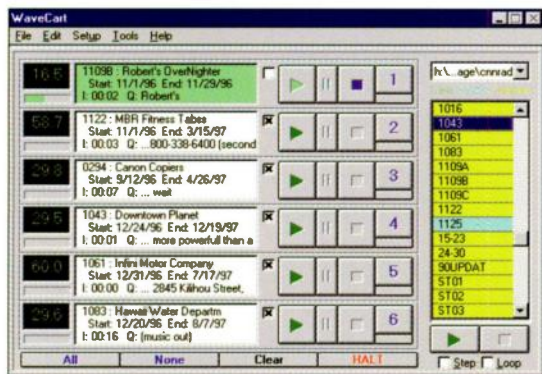 WaveCart
File Edit Setup Tools Help
16.5
1109B : Robert's OverNighter
Start: 11/1/96 End: 11/29/96
I: 00:02 Q: Robert's
1
58.7
1122 : MBR Fitness Tabes
Start: 11/1/96 End: 3/15/97
I: 00:03 Q: ...800-338-6400 (second
2
29.8
0294 : Canon Copiers
Start: 9/12/96 End: 4/26/97
I: 00:07 Q: ... wait
3
29.5
1043 : Downtown Planet
Start: 12/24/96 End: 12/19/97
I: 00:01 Q: ... more powerfull than a
4
60.0
1061 : Infini Motor Company
Start: 12/31/96 End: 7/17/97
I: 00:00 Q: ... 2845 Kilihou Street,
5
29.6
1083 : Hawaii Water Departm
Start: 12/20/96 End: 8/7/97
I: 00:16 Q: (music out)
6
All None Clear HALT
h:\...age\cnnrad
1016
1043
1061
1083
1109A
1109B
1109C
1122
1125
15-23
24-30
90UPDAT
ST01
ST02
ST03
Step Loop